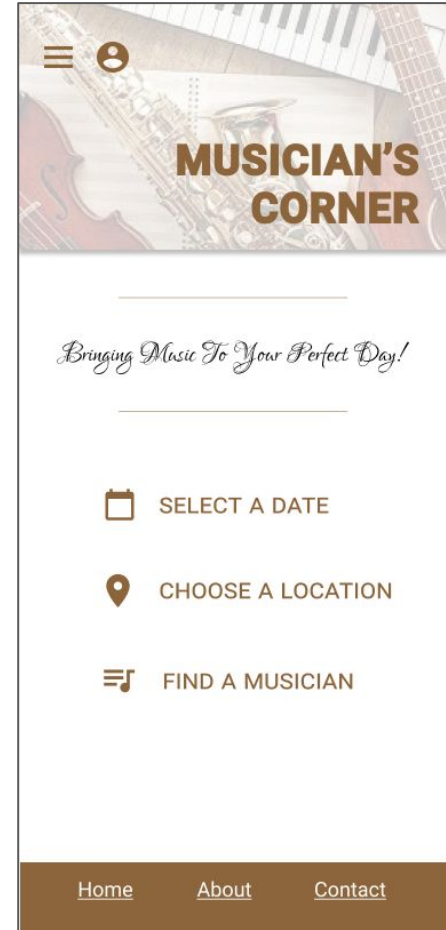 MUSICIAN'S
CORNER
Bringing Music To Your Perfect Day!
SELECT A DATE
CHOOSE A LOCATION
FIND A MUSICIAN
Home About Contact